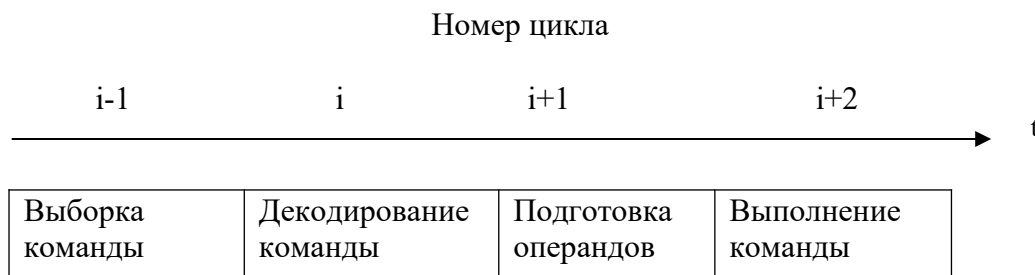 Номер цикла
i-1 i i+1 i+2
t
Выборка команды Декодирование команды Подготовка операндов Выполнение команды